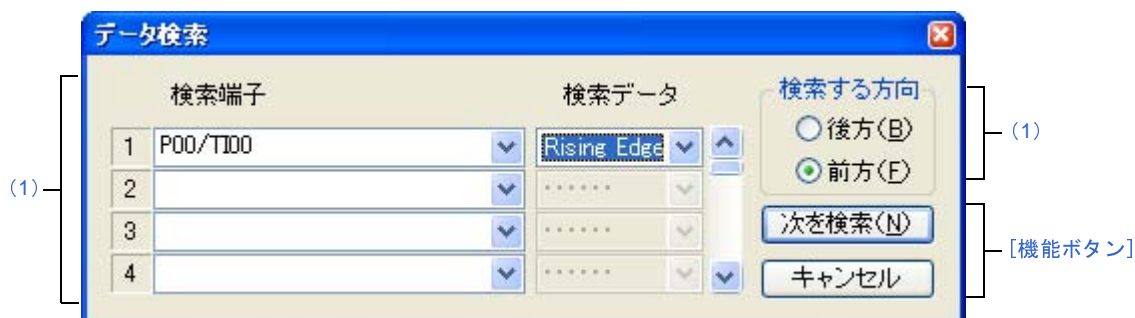 データ検索
検索端子
検索データ
1 P00/TI00 Rising Edge
2 ······
3 ······
4 ······
検索する方向
後方(B)
前方(F)
次を検索(N)
キャンセル
(1)
(1)
[機能ボタン]